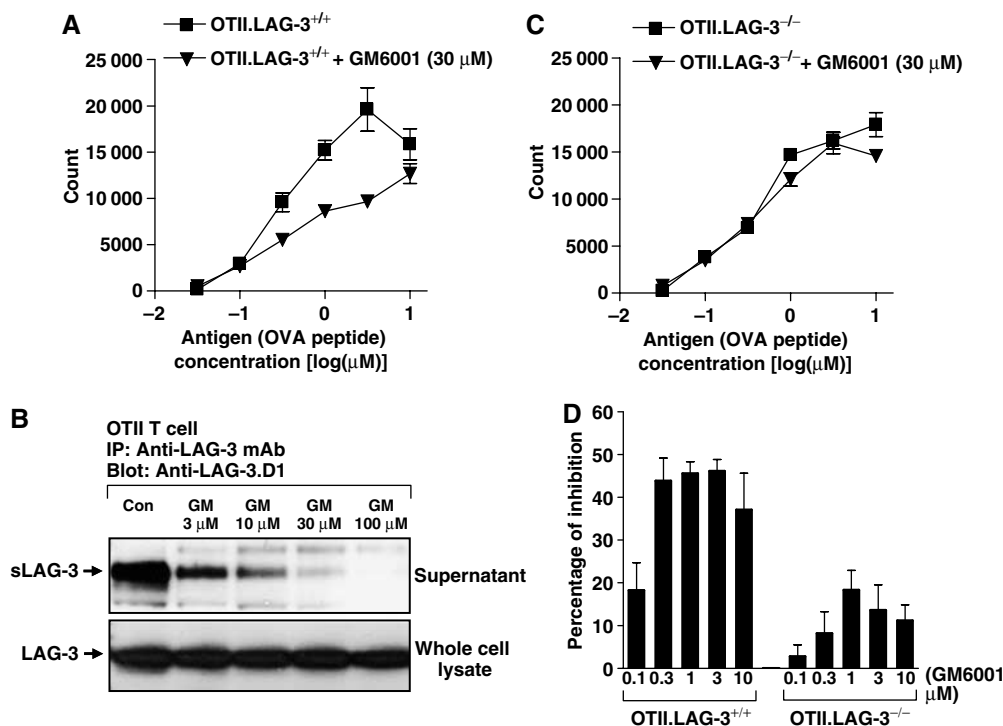 A
OTII.LAG-3+/+
OTII.LAG-3+/+ + GM6001 (30 μM)
25 000
20 000
15 000
10 000
5000
0
Count
–2
–1
0
1
Antigen (OVA peptide)
concentration [log(μM)]
C
OTII.LAG-3−/−
OTII.LAG-3−/− + GM6001 (30 μM)
25 000
20 000
15 000
10 000
5000
0
Count
–2
–1
0
1
Antigen (OVA peptide)
concentration [log(μM)]
B
OTII T cell
IP: Anti-LAG-3 mAb
Blot: Anti-LAG-3.D1
Con GM GM GM GM
3 μM 10 μM 30 μM 100 μM
sLAG-3 Supernatant
LAG-3 Whole cell
lysate
D
60
50
40
30
20
10
0
Percentage of inhibition
0.1 0.3 1 3 10 0.1 0.3 1 3 10 (GM6001
μM)
OTII.LAG-3+/+ OTII.LAG-3−/−